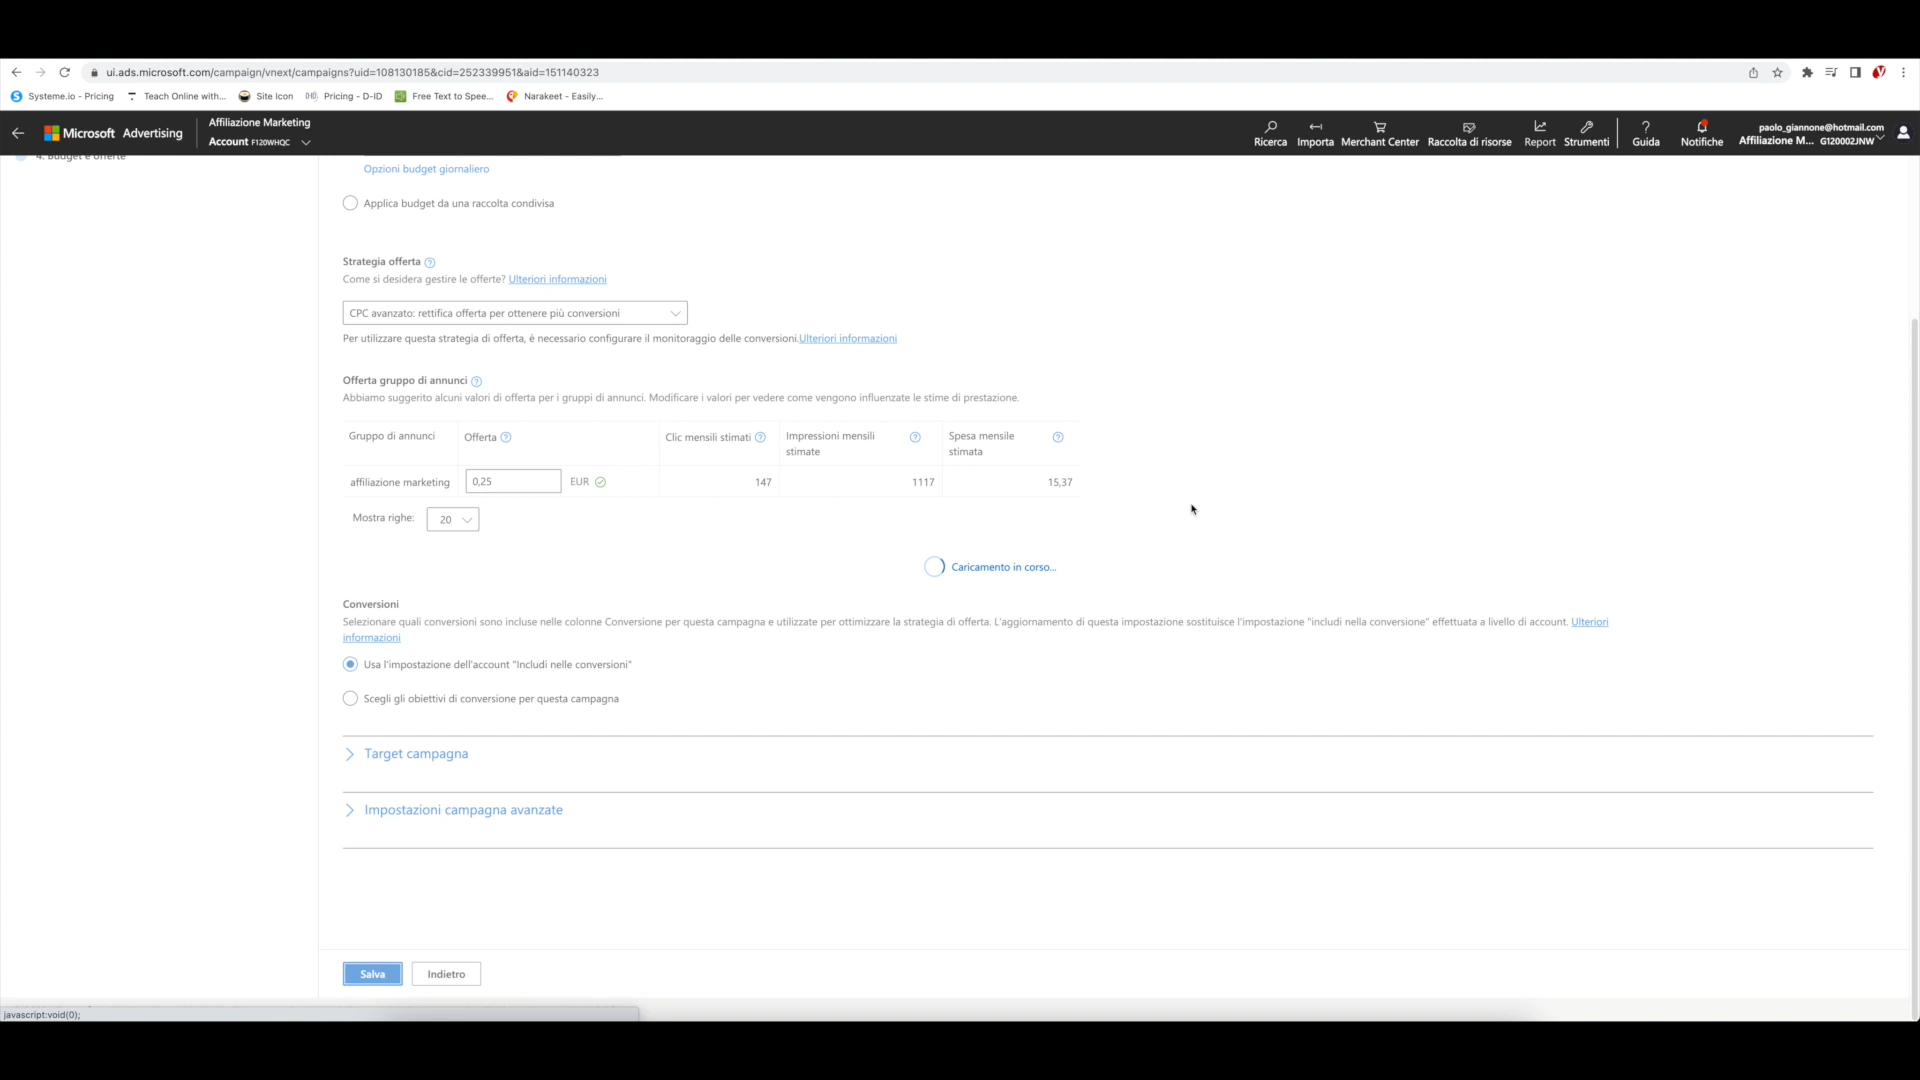 ui.ads.microsoft.com/campaign/vnext/campaigns?uid=108130185&cid=252339951&aid=151140323
Systeme.io - Pricing
Teach Online with...
Site Icon
Pricing - D-ID
Free Text to Spee...
Narakeet - Easily...
Microsoft Advertising
Affiliazione Marketing
Account F120WHQC
Ricerca
Importa
Merchant Center
Raccolta di risorse
Report
Strumenti
Guida
Notifiche
paolo_giannone@hotmail.com
Affiliazione M... G120002JNW
4. Budget e offerte
Opzioni budget giornaliero
Applica budget da una raccolta condivisa
Strategia offerta
Come si desidera gestire le offerte? Ulteriori informazioni
CPC avanzato: rettifica offerta per ottenere più conversioni
Per utilizzare questa strategia di offerta, è necessario configurare il monitoraggio delle conversioni.Ulteriori informazioni
Offerta gruppo di annunci
Abbiamo suggerito alcuni valori di offerta per i gruppi di annunci. Modificare i valori per vedere come vengono influenzate le stime di prestazione.
Gruppo di annunci
Offerta
Clic mensili stimati
Impressioni mensili
stimate
Spesa mensile
stimata
affiliazione marketing
0,25
EUR
147
1117
15,37
Mostra righe:
20
Caricamento in corso...
Conversioni
Selezionare quali conversioni sono incluse nelle colonne Conversione per questa campagna e utilizzate per ottimizzare la strategia di offerta. L'aggiornamento di questa impostazione sostituisce l'impostazione "includi nella conversione" effettuata a livello di account. Ulteriori
informazioni
Usa l'impostazione dell'account "Includi nelle conversioni"
Scegli gli obiettivi di conversione per questa campagna
Target campagna
Impostazioni campagna avanzate
Salva
Indietro
javascript:void(0);